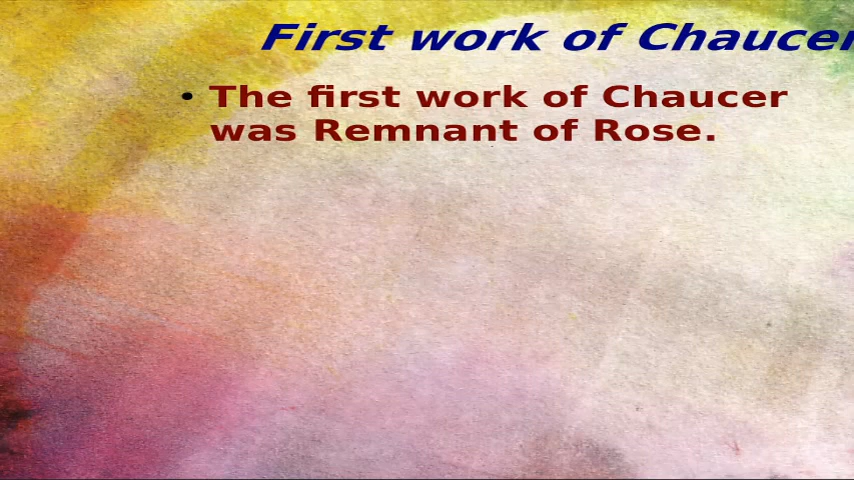 First work of Chaucer
• The first work of Chaucer
was Remnant of Rose.